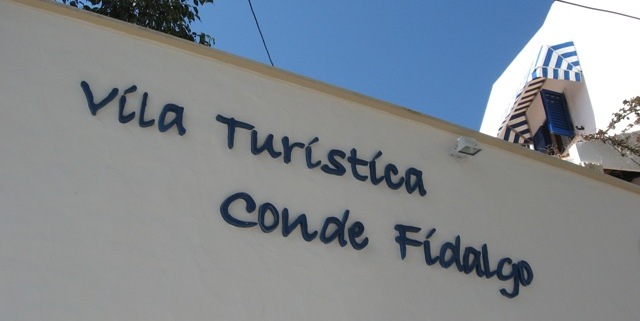 Vila Turística
Conde Fidalgo